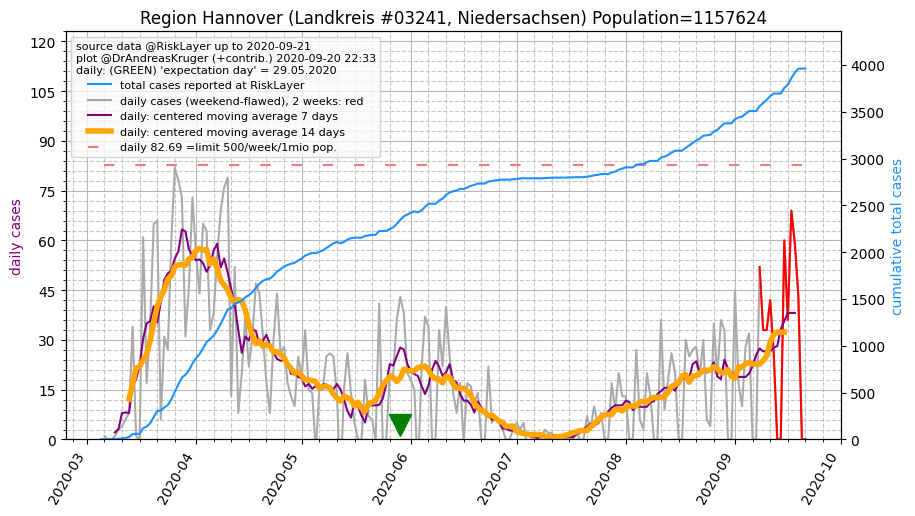 Region Hannover (Landkreis #03241, Niedersachsen) Population=1157624
source data @RiskLayer up to 2020-09-21
plot @DrAndreasKruger (+contrib.) 2020-09-20 22:33
daily: (GREEN) 'expectation day' = 29.05.2020
total cases reported at RiskLayer
daily cases (weekend-flawed), 2 weeks: red
daily: centered moving average 7 days
daily: centered moving average 14 days
daily 82.69 =limit 500/week/1mio pop.
daily cases
120
105
90
75
60
45
30
15
0
cumulative total cases
4000
3500
3000
2500
2000
1500
1000
500
0
2020-03
2020-04
2020-05
2020-06
2020-07
2020-08
2020-09
2020-10